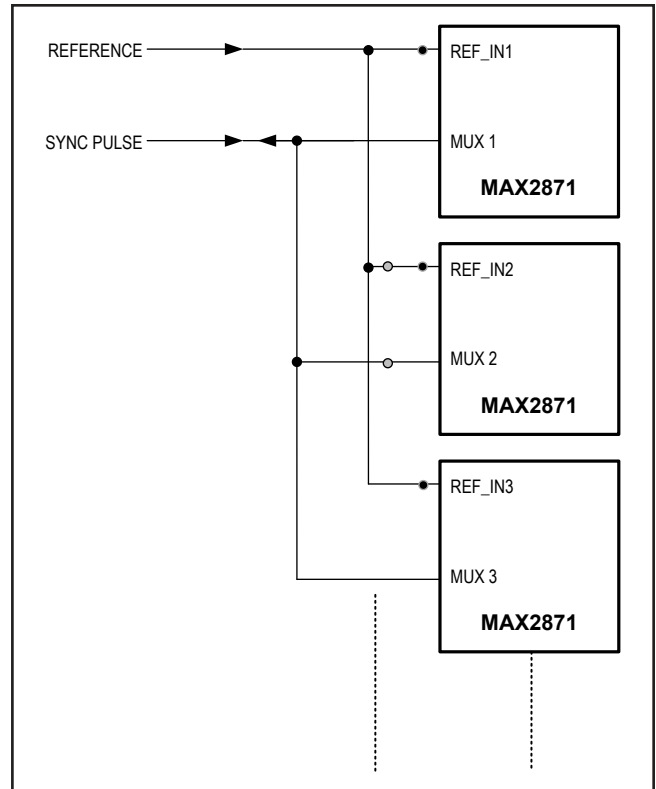 REFERENCE
REF_IN1
SYNC PULSE
MUX 1
MAX2871
REF_IN2
MUX 2
MAX2871
REF_IN3
MUX 3
MAX2871